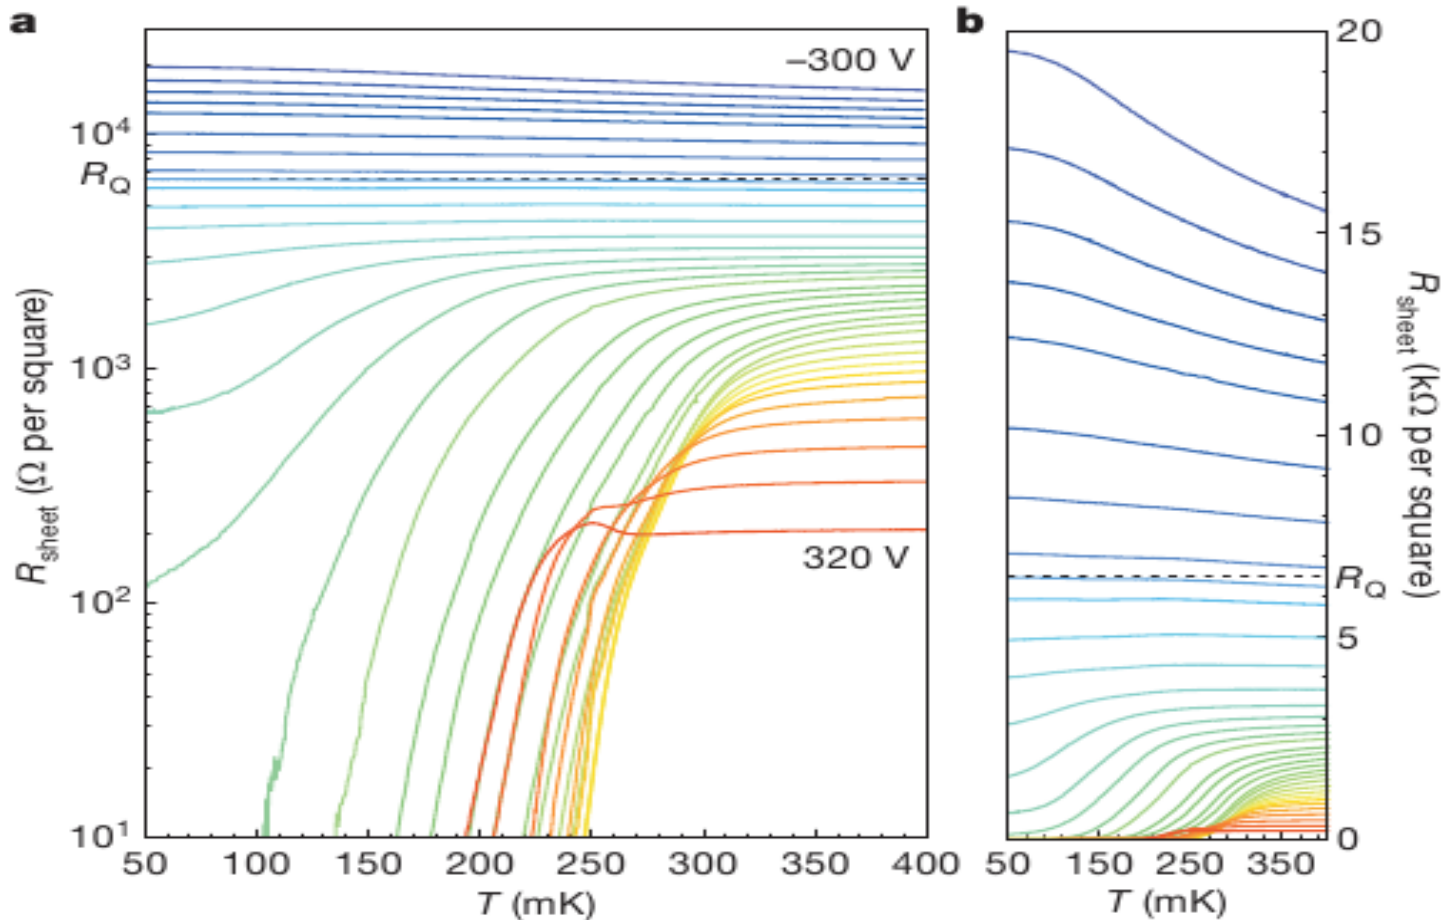 a
–300 V
10⁴
R_Q
10³
10²
10¹
R_sheet (Ω per square)
320 V
50 100 150 200 250 300 350 400
T (mK)
b
20
15
10
R_Q
5
0
R_sheet (kΩ per square)
50 150 250 350
T (mK)